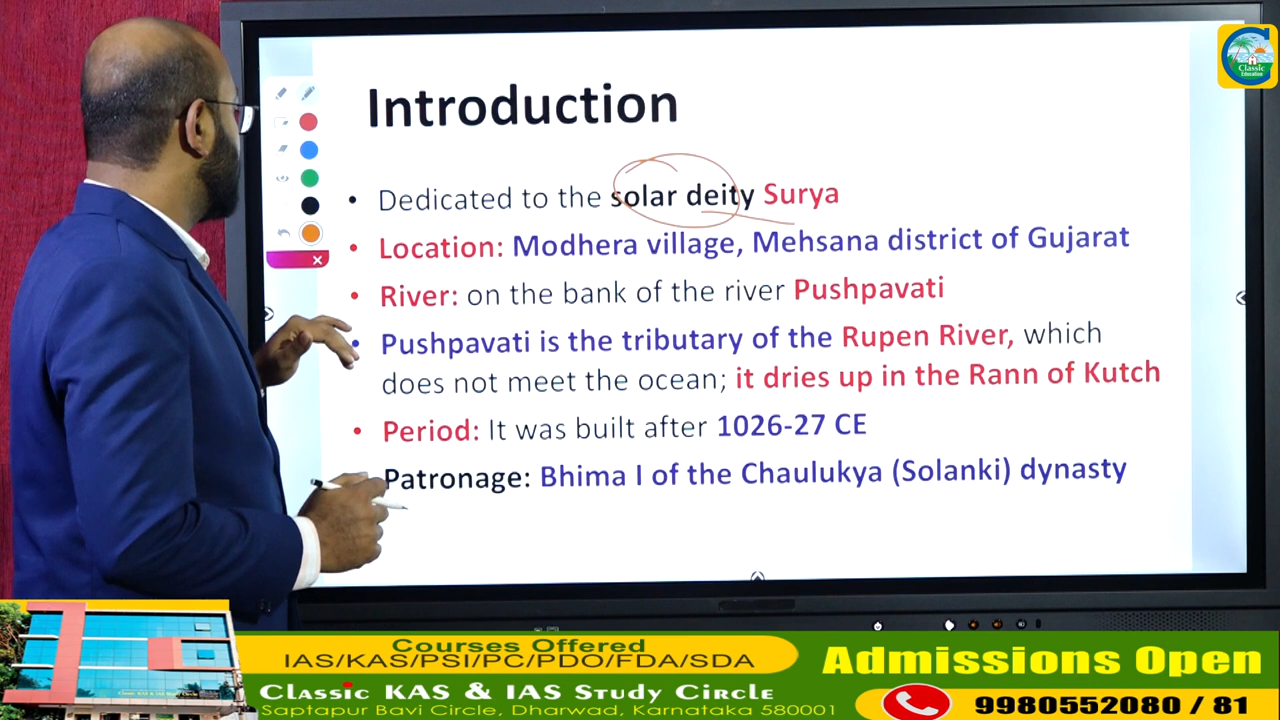 Classic
Education
Introduction
• Dedicated to the solar deity Surya
• Location: Modhera village, Mehsana district of Gujarat
• River: on the bank of the river Pushpavati
• Pushpavati is the tributary of the Rupen River, which
does not meet the ocean; it dries up in the Rann of Kutch
• Period: It was built after 1026-27 CE
Patronage: Bhima I of the Chaulukya (Solanki) dynasty
Courses Offered
IAS/KAS/PSI/PC/PDO/FDA/SDA
Classic KAS & IAS Study Circle
Saptapur Bavi Circle, Dharwad, Karnataka 580001
Admissions Open
9980552080 / 81